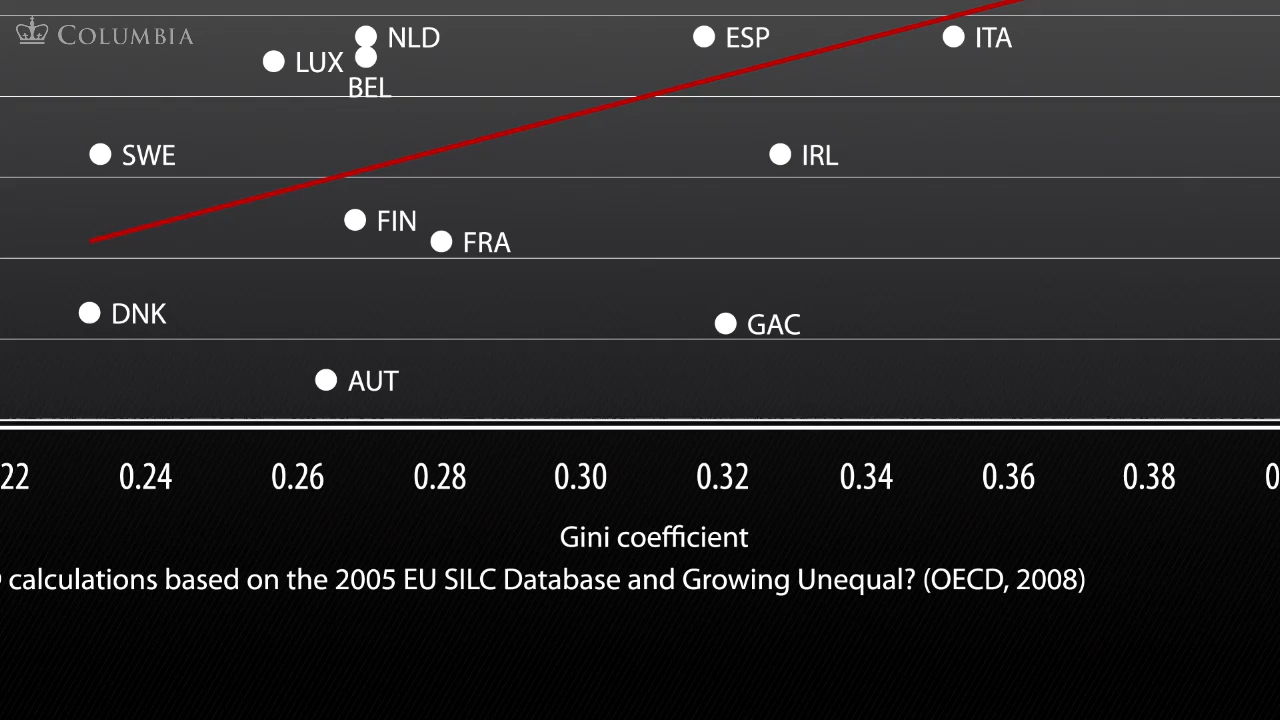 COLUMBIA
NLD
ESP
ITA
LUX
BEL
SWE
IRL
FIN
FRA
DNK
GAC
AUT
22 0.24 0.26 0.28 0.30 0.32 0.34 0.36 0.38 0
Gini coefficient
calculations based on the 2005 EU SILC Database and Growing Unequal? (OECD, 2008)